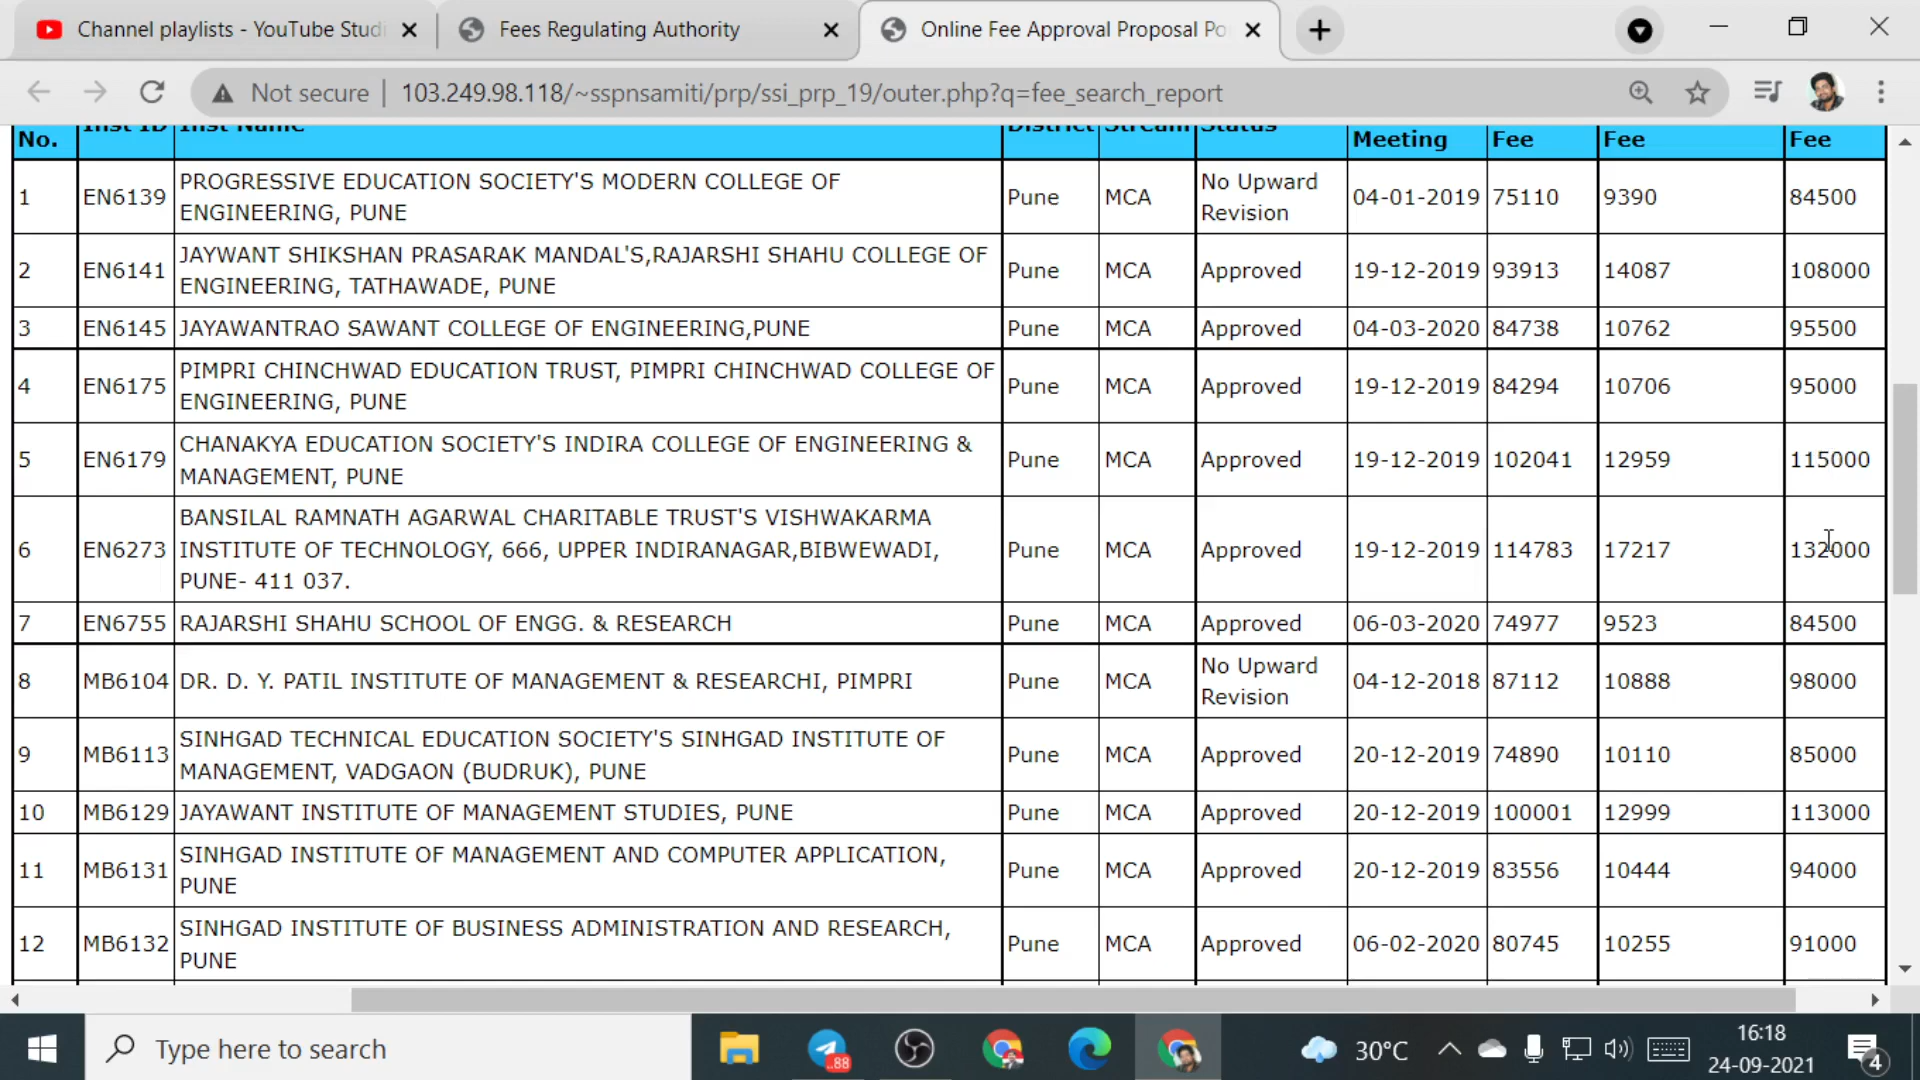 Channel playlists - YouTube Studi
Fees Regulating Authority
Online Fee Approval Proposal Po
Not secure | 103.249.98.118/~sspnsamiti/prp/ssi_prp_19/outer.php?q=fee_search_report
No. Inst ID Inst Name District Stream Status Meeting Fee Fee Fee
1 EN6139 PROGRESSIVE EDUCATION SOCIETY'S MODERN COLLEGE OF
ENGINEERING, PUNE Pune MCA No Upward
Revision 04-01-2019 75110 9390 84500
2 EN6141 JAYWANT SHIKSHAN PRASARAK MANDAL'S,RAJARSHI SHAHU COLLEGE OF
ENGINEERING, TATHAWADE, PUNE Pune MCA Approved 19-12-2019 93913 14087 108000
3 EN6145 JAYAWANTRAO SAWANT COLLEGE OF ENGINEERING,PUNE Pune MCA Approved 04-03-2020 84738 10762 95500
4 EN6175 PIMPRI CHINCHWAD EDUCATION TRUST, PIMPRI CHINCHWAD COLLEGE OF
ENGINEERING, PUNE Pune MCA Approved 19-12-2019 84294 10706 95000
5 EN6179 CHANAKYA EDUCATION SOCIETY'S INDIRA COLLEGE OF ENGINEERING &
MANAGEMENT, PUNE Pune MCA Approved 19-12-2019 102041 12959 115000
6 EN6273 BANSILAL RAMNATH AGARWAL CHARITABLE TRUST'S VISHWAKARMA
INSTITUTE OF TECHNOLOGY, 666, UPPER INDIRANAGAR,BIBWEWADI,
PUNE- 411 037. Pune MCA Approved 19-12-2019 114783 17217 132000
7 EN6755 RAJARSHI SHAHU SCHOOL OF ENGG. & RESEARCH Pune MCA Approved 06-03-2020 74977 9523 84500
8 MB6104 DR. D. Y. PATIL INSTITUTE OF MANAGEMENT & RESEARCHI, PIMPRI Pune MCA No Upward
Revision 04-12-2018 87112 10888 98000
9 MB6113 SINHGAD TECHNICAL EDUCATION SOCIETY'S SINHGAD INSTITUTE OF
MANAGEMENT, VADGAON (BUDRUK), PUNE Pune MCA Approved 20-12-2019 74890 10110 85000
10 MB6129 JAYAWANT INSTITUTE OF MANAGEMENT STUDIES, PUNE Pune MCA Approved 20-12-2019 100001 12999 113000
11 MB6131 SINHGAD INSTITUTE OF MANAGEMENT AND COMPUTER APPLICATION,
PUNE Pune MCA Approved 20-12-2019 83556 10444 94000
12 MB6132 SINHGAD INSTITUTE OF BUSINESS ADMINISTRATION AND RESEARCH,
PUNE Pune MCA Approved 06-02-2020 80745 10255 91000
Type here to search
88
30°C
16:18
24-09-2021
4